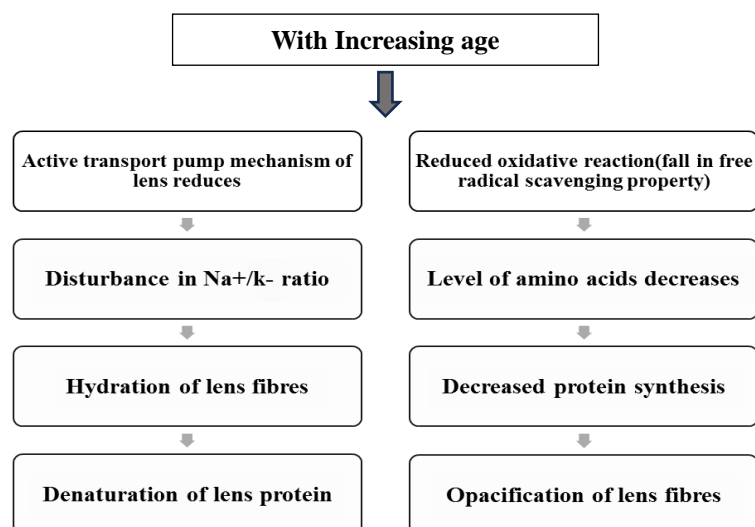 With Increasing age
Active transport pump mechanism of
lens reduces
Disturbance in Na+/k- ratio
Hydration of lens fibres
Denaturation of lens protein
Reduced oxidative reaction(fall in free
radical scavenging property)
Level of amino acids decreases
Decreased protein synthesis
Opacification of lens fibres